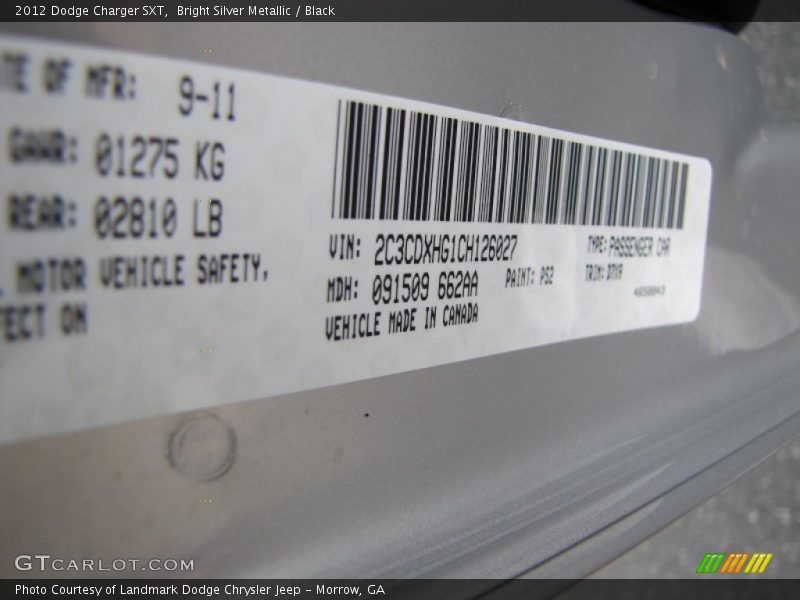 2012 Dodge Charger SXT, Bright Silver Metallic / Black
TE OF MFR: 9-11
GAWR: 01275 KG
REAR: 02810 LB
MOTOR VEHICLE SAFETY,
FECT ON
VIN: 2C3CDXHG1CH126027
TYPE: PASSENGER CAR
MDH: 091509 662AA
PAINT: PS2
TRIM: D7X9
VEHICLE MADE IN CANADA
GTCARLOT.COM
Photo Courtesy of Landmark Dodge Chrysler Jeep - Morrow, GA